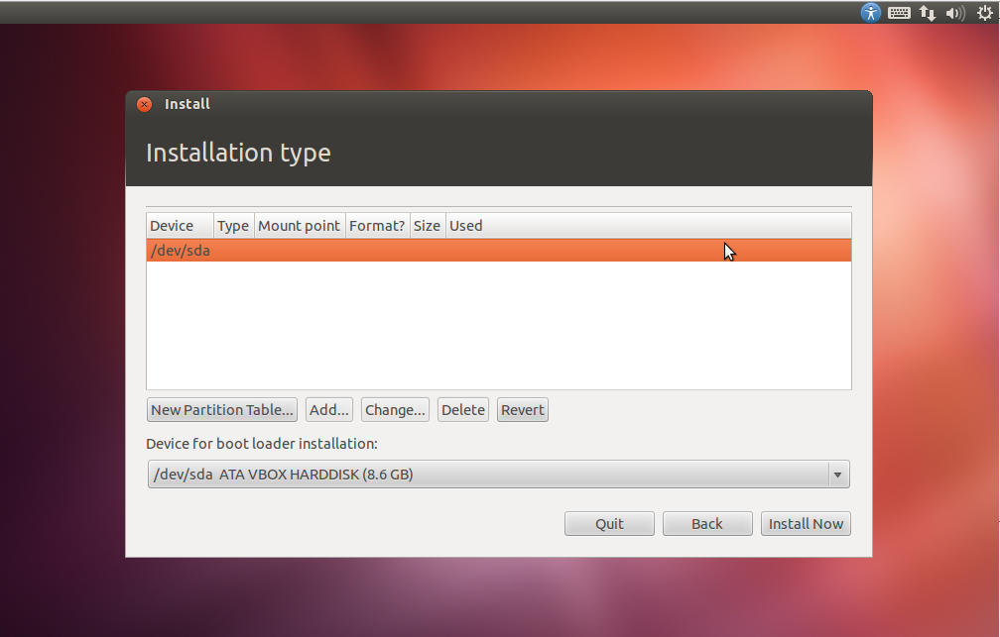 Install
Installation type
Device Type Mount point Format? Size Used
/dev/sda
New Partition Table... Add... Change... Delete Revert
Device for boot loader installation:
/dev/sda ATA VBOX HARDDISK (8.6 GB)
Quit Back Install Now